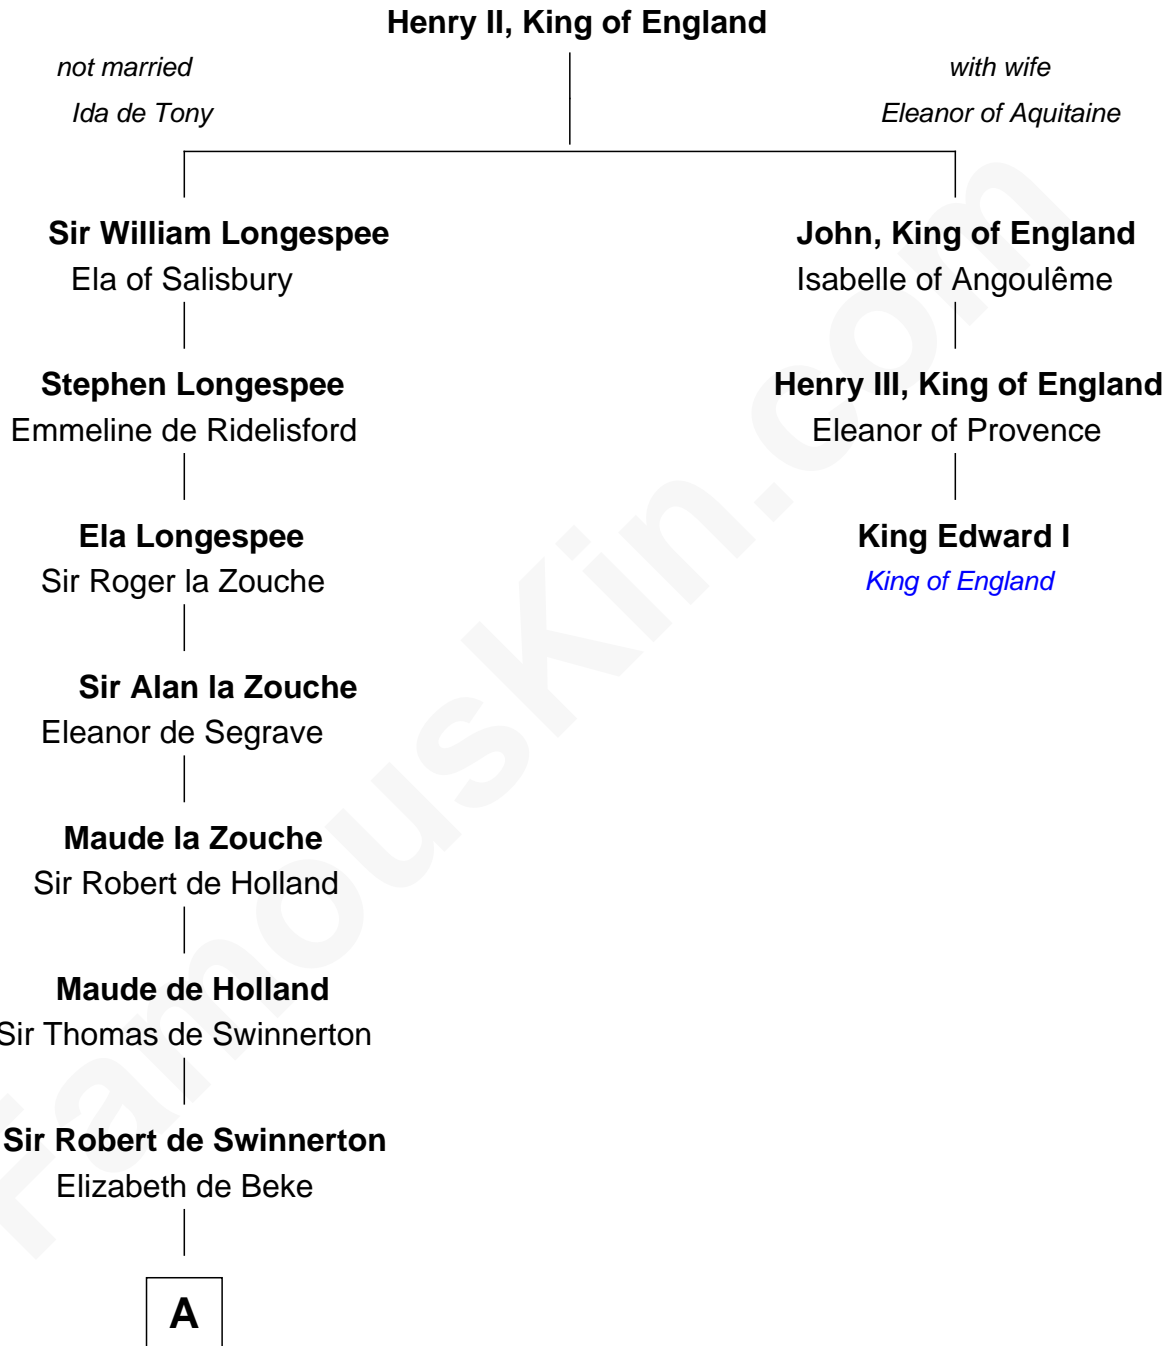 Henry II, King of England
not married
with wife
Ida de Tony
Eleanor of Aquitaine
Sir William Longespee
Ela of Salisbury
John, King of England
Isabelle of Angoulême
Stephen Longespee
Emmeline de Ridelisford
Henry III, King of England
Eleanor of Provence
Ela Longespee
Sir Roger la Zouche
King Edward I
King of England
Sir Alan la Zouche
Eleanor de Segrave
Maude la Zouche
Sir Robert de Holland
Maude de Holland
Sir Thomas de Swinnerton
Sir Robert de Swinnerton
Elizabeth de Beke
A
FamousKin.com